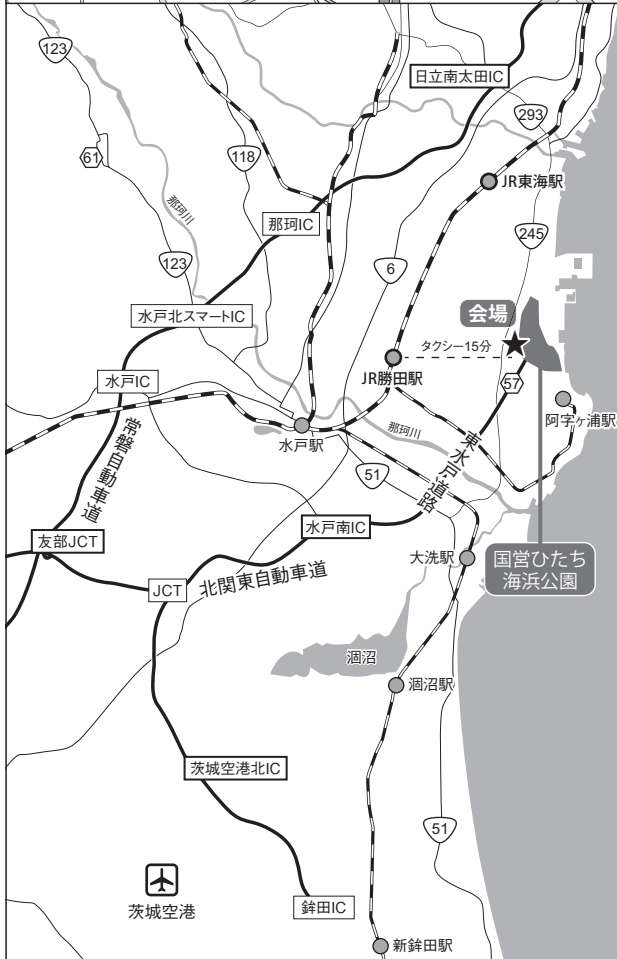 123
日立南太田IC
293
61
118
JR東海駅
那珂川
那珂IC
245
123
6
水戸北スマートIC
会場
タクシー15分
JR勝田駅
水戸IC
57
阿字ヶ浦駅
水戸駅
那珂川
常磐自動車道
東水戸道路
51
水戸南IC
友部JCT
大洗駅
国営ひたち
海浜公園
JCT
北関東自動車道
涸沼
涸沼駅
茨城空港北IC
51
茨城空港
鉾田IC
新鉾田駅